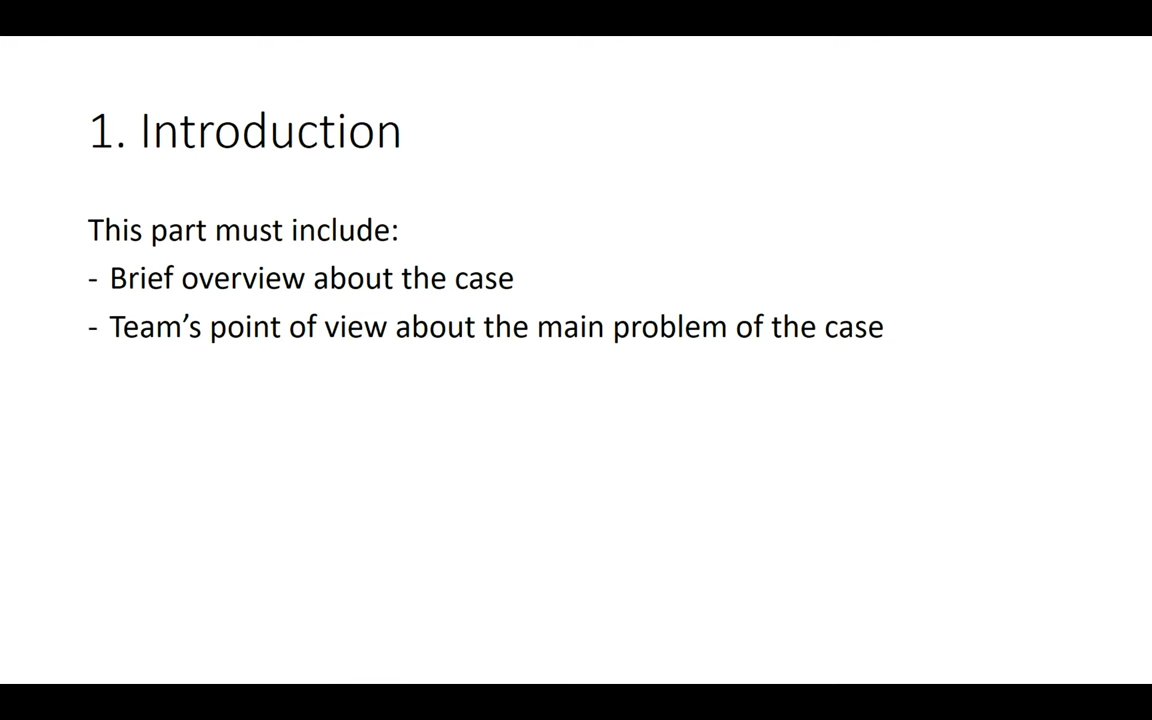 1. Introduction
This part must include:
- Brief overview about the case
- Team’s point of view about the main problem of the case